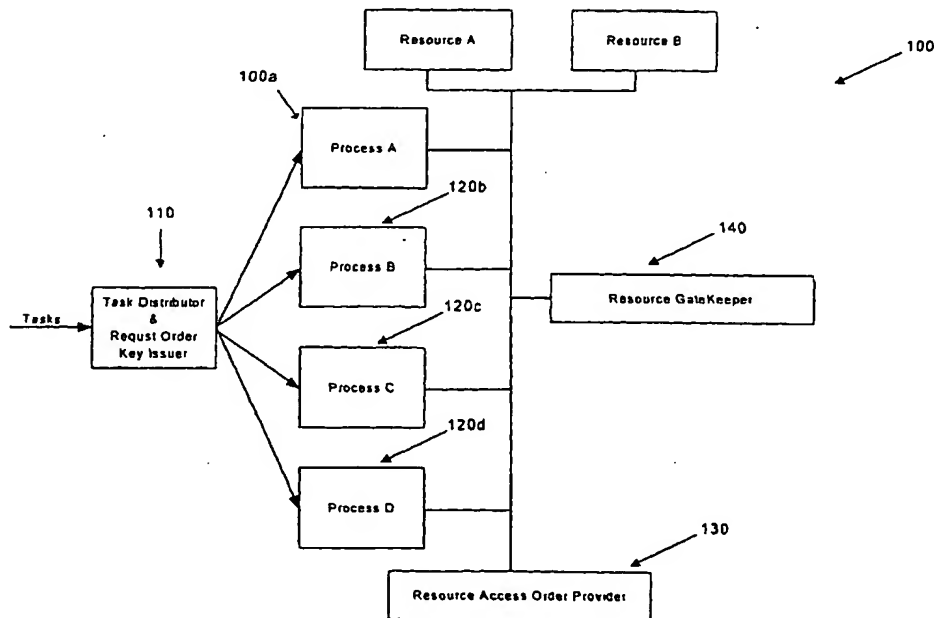 Resource A
Resource B
100
100a
Process A
120b
110
Process B
140
Task Distributor
&
Requst Order
Key Issuer
Tasks
Resource GateKeeper
120c
Process C
120d
Process D
130
Resource Access Order Provider